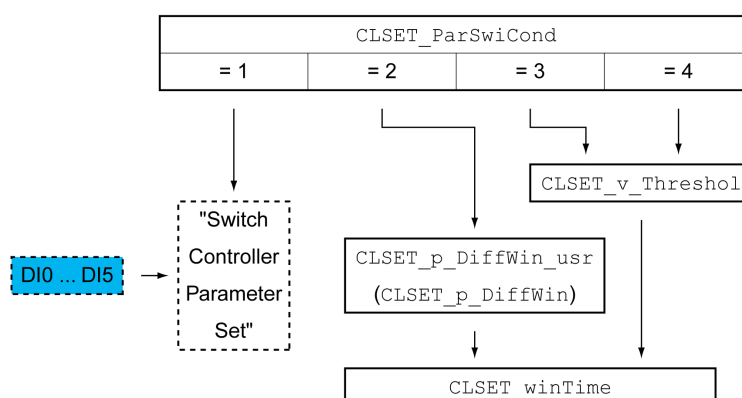 CLSET_ParSwiCond
= 1 = 2 = 3 = 4
CLSET_v_Threshol
"Switch
Controller
Parameter
Set"
DI0 ... DI5
CLSET_p_DiffWin_usr
(CLSET_p_DiffWin)
CLSET_winTime